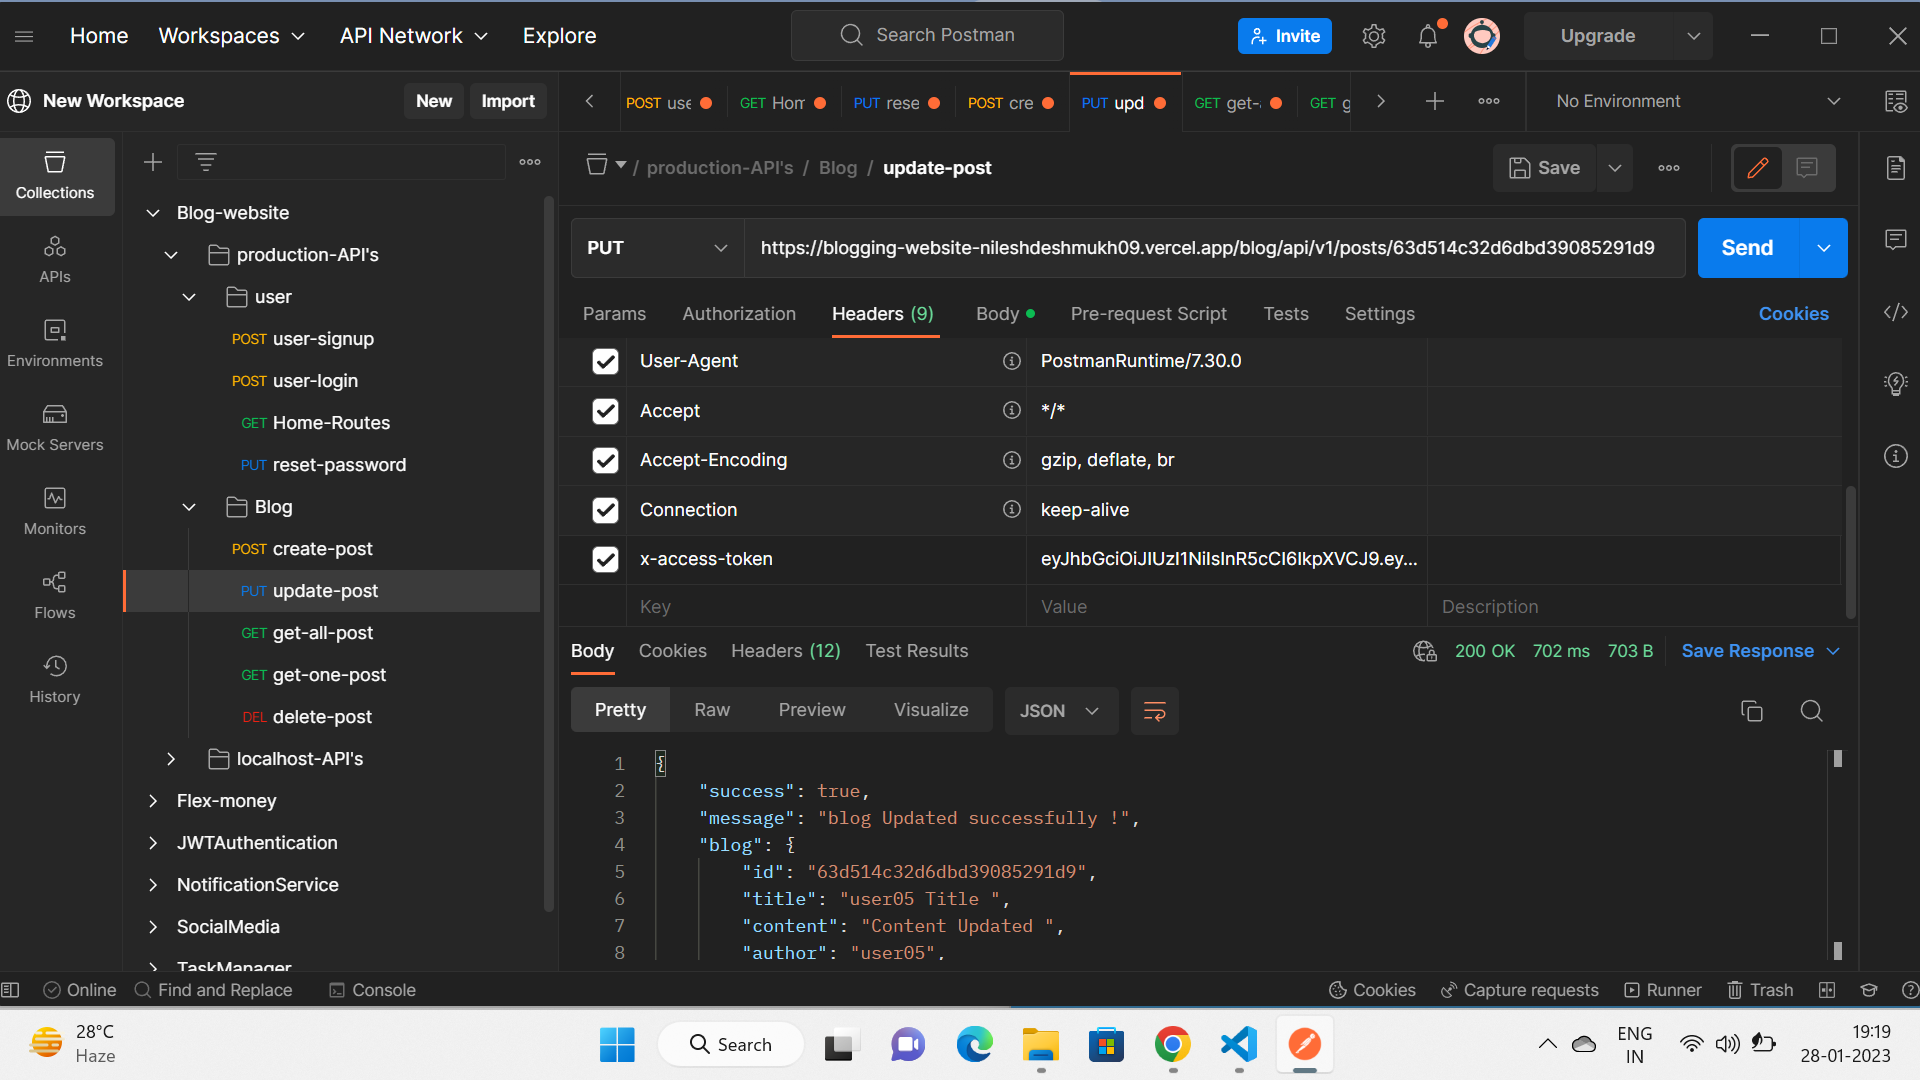 Home Workspaces API Network Explore Search Postman Invite Upgrade
New Workspace New Import POST use GET Hom PUT rese POST cre PUT upd GET get- GET g No Environment
Collections
/ production-API's / Blog / update-post Save
Blog-website
production-API's
PUT https://blogging-website-nileshdeshmukh09.vercel.app/blog/api/v1/posts/63d514c32d6dbd39085291d9 Send
APIs
user
Params Authorization Headers (9) Body Pre-request Script Tests Settings Cookies
POST user-signup
User-Agent PostmanRuntime/7.30.0
Environments
POST user-login
Accept */*
GET Home-Routes
Mock Servers
PUT reset-password
Accept-Encoding gzip, deflate, br
Blog
Connection keep-alive
Monitors
POST create-post
x-access-token eyJhbGciOiJIUzI1NiIsInR5cCI6IkpXVCJ9.ey...
PUT update-post
Flows
Key Value Description
GET get-all-post
Body Cookies Headers (12) Test Results 200 OK 702 ms 703 B Save Response
GET get-one-post
History
DEL delete-post
Pretty Raw Preview Visualize JSON
localhost-API's
1 {
2 "success": true,
Flex-money
3 "message": "blog Updated successfully !",
JWTAuthentication
4 "blog": {
5 "id": "63d514c32d6dbd39085291d9",
NotificationService
6 "title": "user05 Title ",
SocialMedia
7 "content": "Content Updated ",
8 "author": "user05",
TaskManager
Online Find and Replace Console Cookies Capture requests Runner Trash
28°C
Haze
Search
ENG
IN
19:19
28-01-2023